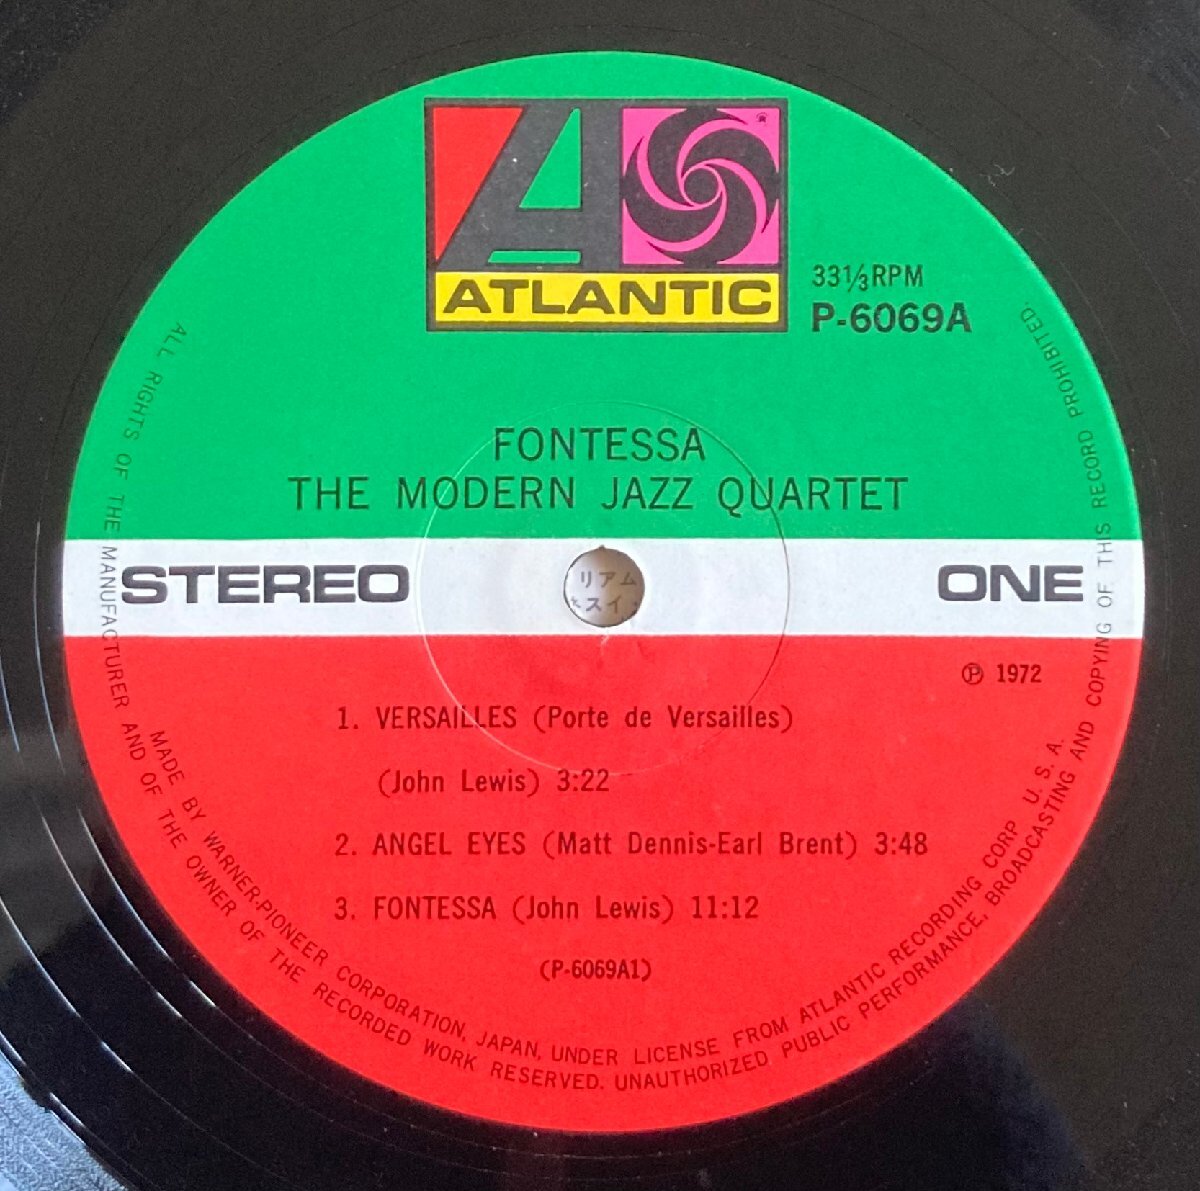 ATLANTIC
®
33⅓ RPM
P-6069A
FONTESSA
THE MODERN JAZZ QUARTET
STEREO
ONE
リアム
スイ
℗ 1972
1. VERSAILLES (Porte de Versailles)
(John Lewis) 3:22
2. ANGEL EYES (Matt Dennis-Earl Brent) 3:48
3. FONTESSA (John Lewis) 11:12
(P-6069A1)
MADE BY WARNER-PIONEER CORPORATION, JAPAN, UNDER LICENSE FROM ATLANTIC RECORDING CORP. U. S. A.
ALL RIGHTS OF THE MANUFACTURER AND OF THE OWNER OF THE RECORDED WORK RESERVED. UNAUTHORIZED PUBLIC PERFORMANCE, BROADCASTING AND COPYING OF THIS RECORD PROHIBITED.